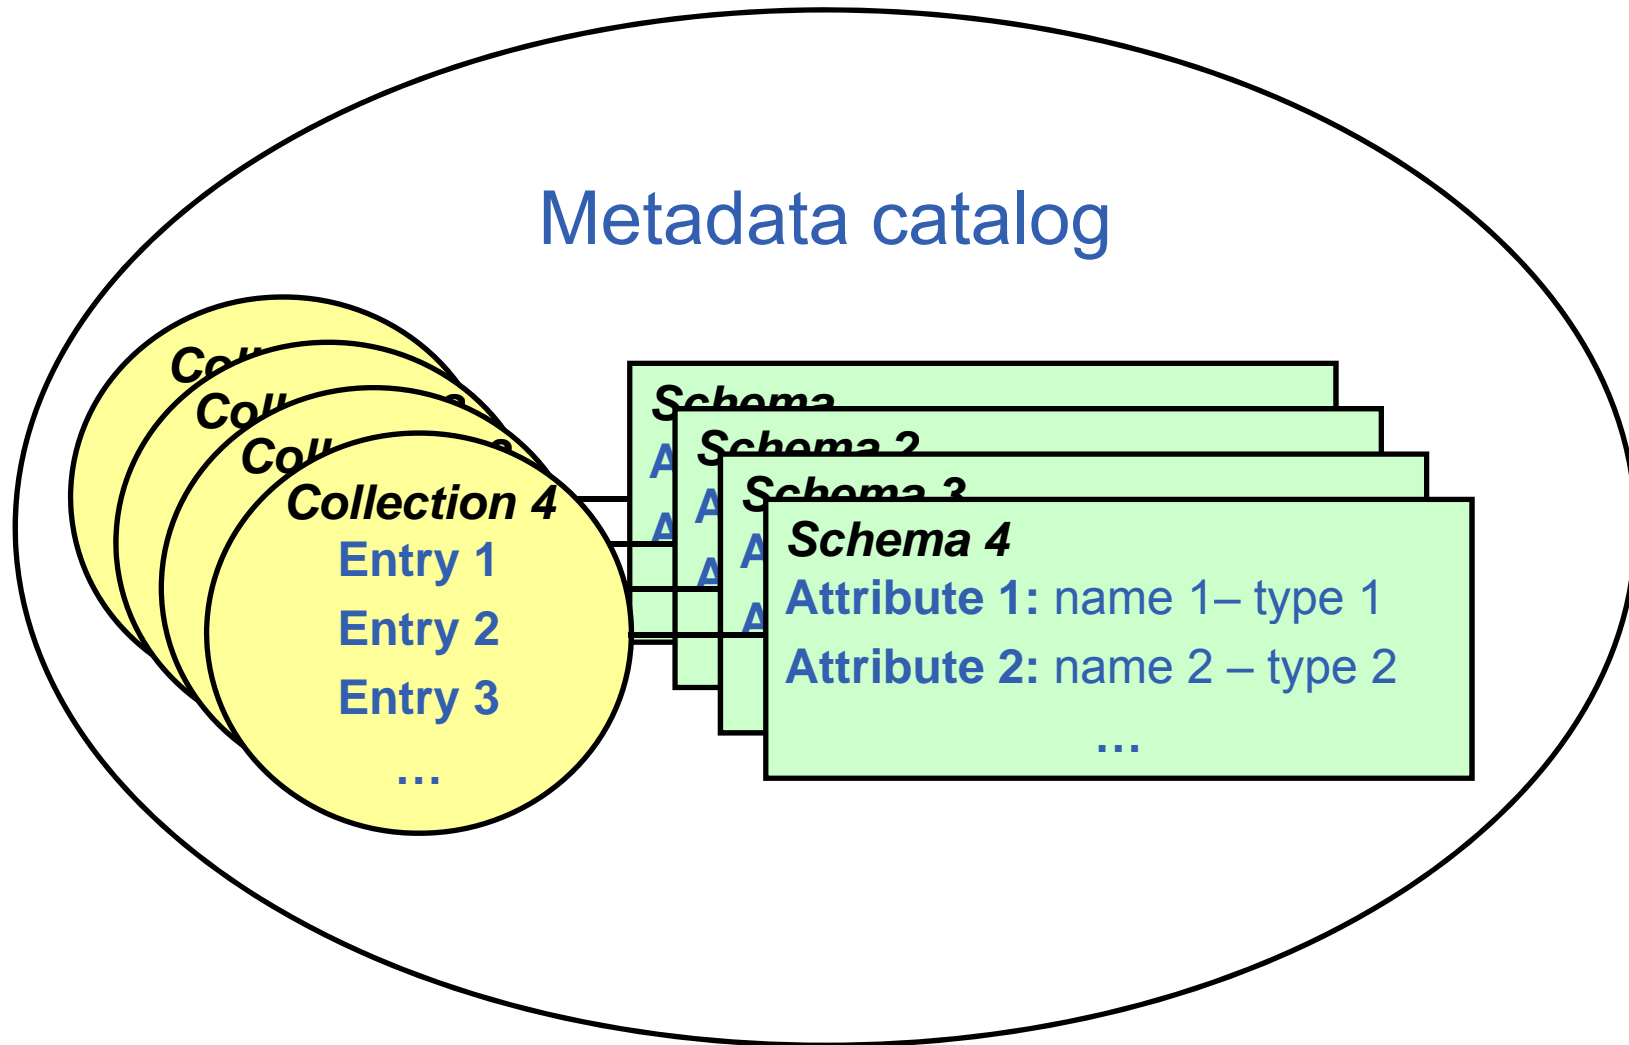 Metadata catalog
Schema
Schema 2
Schema 3
Collection 4
Entry 1
Entry 2
Entry 3
…
Schema 4
Attribute 1: name 1– type 1
Attribute 2: name 2 – type 2
…